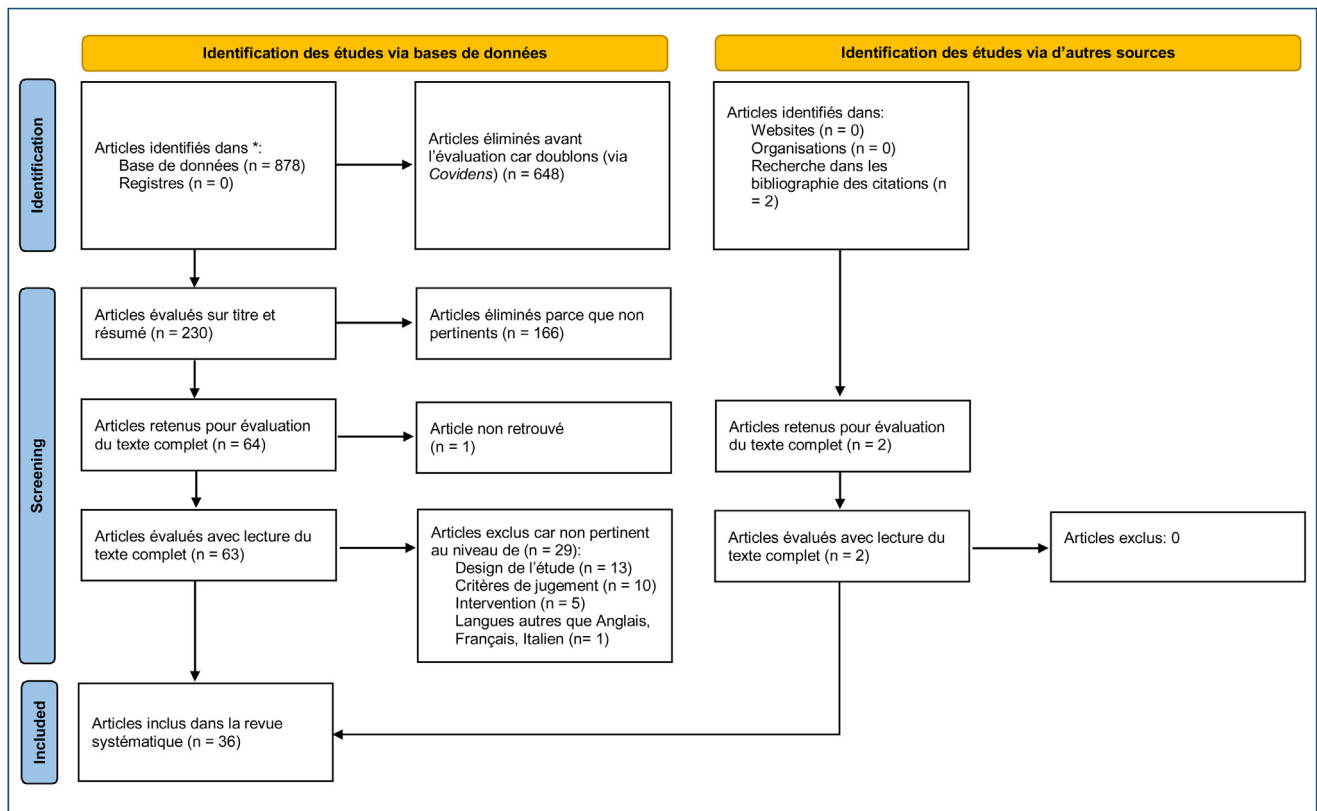 Identification des études via bases de données
Identification des études via d'autres sources
Identification
Articles identifiés dans *:
Base de données (n = 878)
Registres (n = 0)
Articles éliminés avant
l'évaluation car doublons (via
Covidens) (n = 648)
Articles identifiés dans:
Websites (n = 0)
Organisations (n = 0)
Recherche dans les
bibliographie des citations (n
= 2)
Screening
Articles évalués sur titre et
résumé (n = 230)
Articles éliminés parce que non
pertinents (n = 166)
Articles retenus pour évaluation
du texte complet (n = 64)
Article non retrouvé
(n = 1)
Articles retenus pour évaluation
du texte complet (n = 2)
Articles évalués avec lecture du
texte complet (n = 63)
Articles exclus car non pertinent
au niveau de (n = 29):
Design de l'étude (n = 13)
Critères de jugement (n = 10)
Intervention (n = 5)
Langues autres que Anglais,
Français, Italien (n= 1)
Articles évalués avec lecture du
texte complet (n = 2)
Articles exclus: 0
Included
Articles inclus dans la revue
systématique (n = 36)